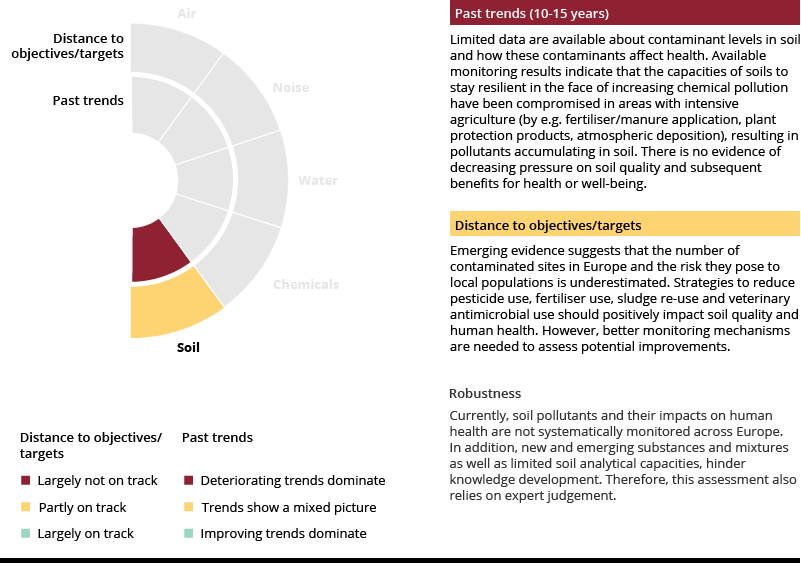 Air
Distance to
objectives/targets
Past trends
Noise
Water
Chemicals
Soil
Distance to objectives/
targets
Largely not on track
Partly on track
Largely on track
Past trends
Deteriorating trends dominate
Trends show a mixed picture
Improving trends dominate
Past trends (10-15 years)
Limited data are available about contaminant levels in soil
and how these contaminants affect health. Available
monitoring results indicate that the capacities of soils to
stay resilient in the face of increasing chemical pollution
have been compromised in areas with intensive
agriculture (by e.g. fertiliser/manure application, plant
protection products, atmospheric deposition), resulting in
pollutants accumulating in soil. There is no evidence of
decreasing pressure on soil quality and subsequent
benefits for health or well-being.
Distance to objectives/targets
Emerging evidence suggests that the number of
contaminated sites in Europe and the risk they pose to
local populations is underestimated. Strategies to reduce
pesticide use, fertiliser use, sludge re-use and veterinary
antimicrobial use should positively impact soil quality and
human health. However, better monitoring mechanisms
are needed to assess potential improvements.
Robustness
Currently, soil pollutants and their impacts on human
health are not systematically monitored across Europe.
In addition, new and emerging substances and mixtures
as well as limited soil analytical capacities, hinder
knowledge development. Therefore, this assessment also
relies on expert judgement.